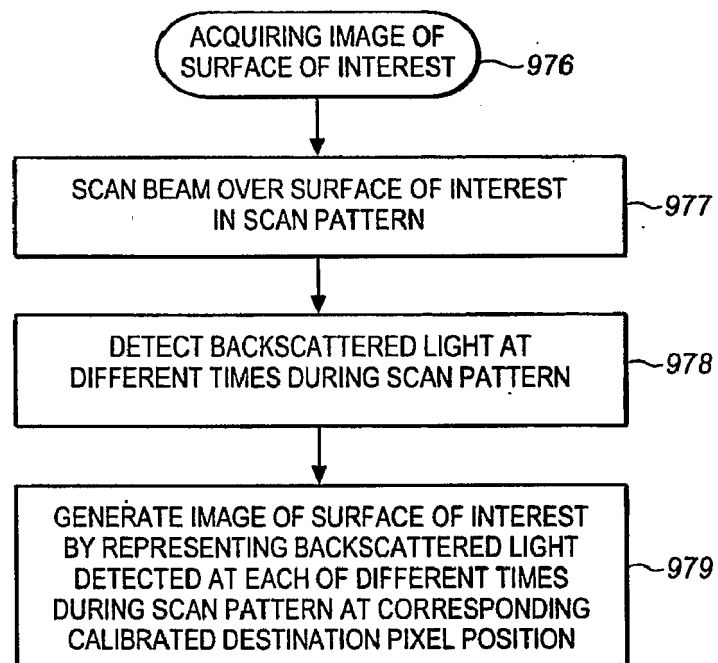 ACQUIRING IMAGE OF
SURFACE OF INTEREST
976
SCAN BEAM OVER SURFACE OF INTEREST
IN SCAN PATTERN
977
DETECT BACKSCATTERED LIGHT AT
DIFFERENT TIMES DURING SCAN PATTERN
978
GENERATE IMAGE OF SURFACE OF INTEREST
BY REPRESENTING BACKSCATTERED LIGHT
DETECTED AT EACH OF DIFFERENT TIMES
DURING SCAN PATTERN AT CORRESPONDING
CALIBRATED DESTINATION PIXEL POSITION
979